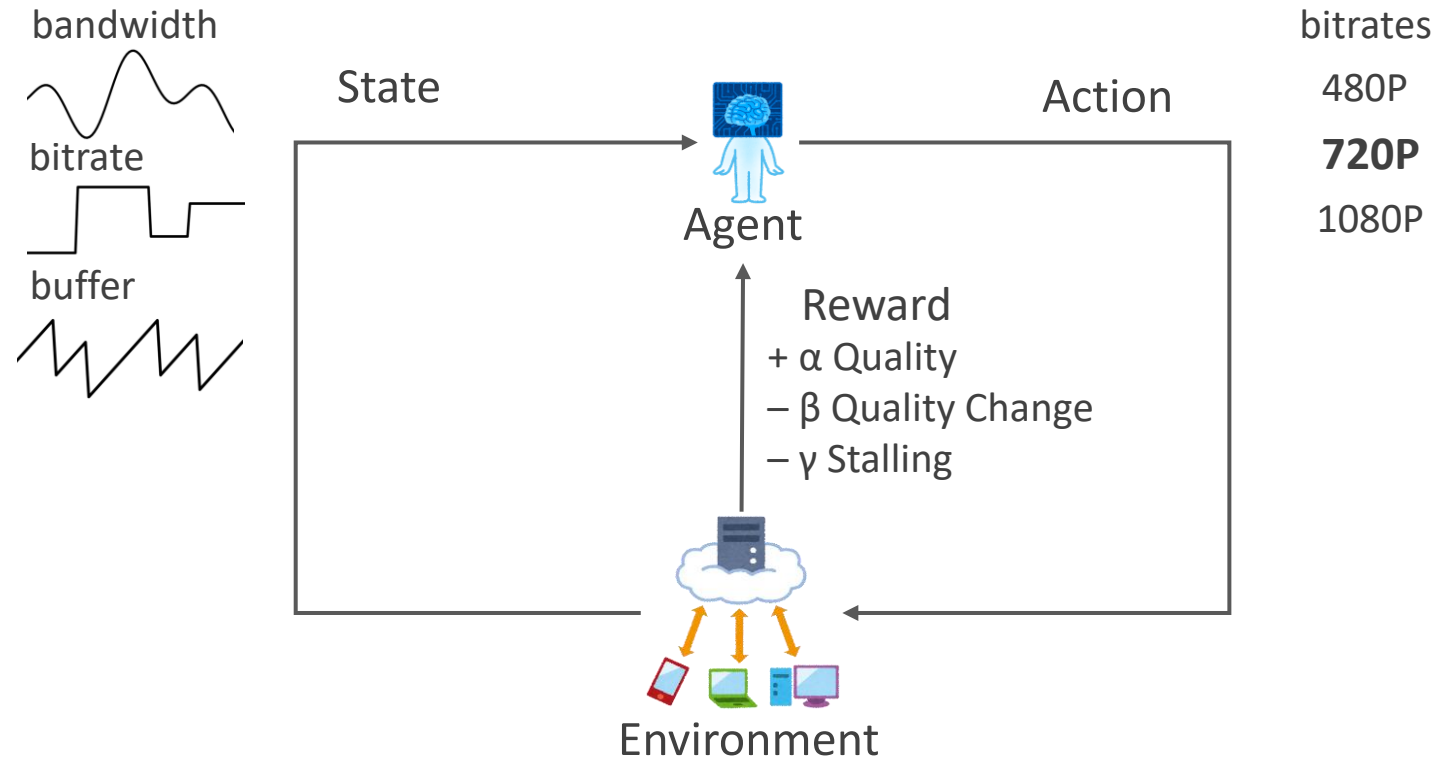 bandwidth
bitrate
buffer
State
Agent
Action
bitrates
480P
720P
1080P
Reward
+ α Quality
– β Quality Change
– γ Stalling
Environment